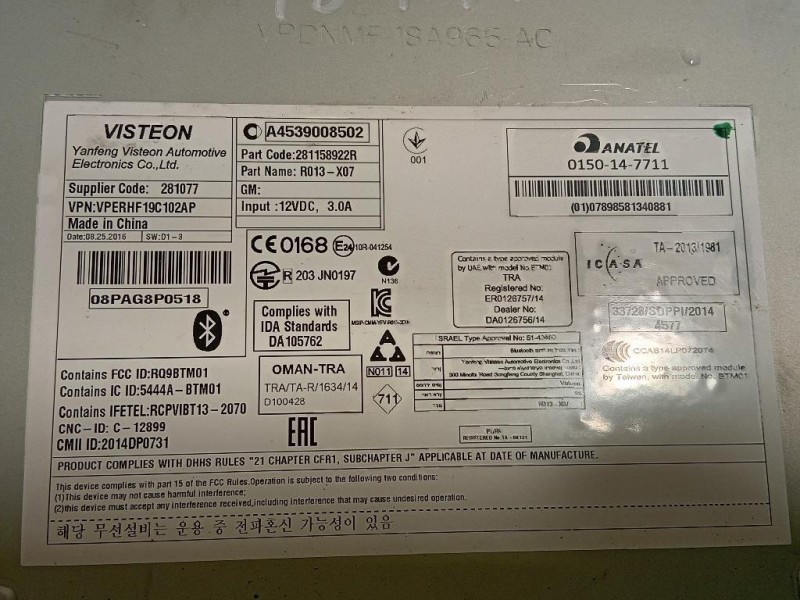 18A965-AC
VISTEON
Yanfeng Visteon Automotive
Electronics Co.,Ltd.
Supplier Code: 281077
VPN:VPERHF19C102AP
Made in China
Date:08.25.2016 SW:D1-3
08PAG8P0518
A4539008502
Part Code:281158922R
Part Name: R013-X07
GM:
Input :12VDC, 3.0A
001
ANATEL
0150-14-7711
(01)07898581340881
CE0168 E24 10R-041254
R 203 JN0197
N136
Complies with
IDA Standards
DA105762
OMAN-TRA
TRA/TA-R/1634/14
D100428
EAC
A
N011 14
711
Contains a type approved module
by UAE with model No. BTM01
TRA
Registered No:
ER0126757/14
Dealer No:
DA0126756/14
ICASA
TA-2013/1981
APPROVED
33728/SDPPI/2014
4577
Contains a type approved module
by Taiwan, with model No.: BTM01
Contains FCC ID:RQ9BTM01
Contains IC ID:5444A-BTM01
Contains IFETEL:RCPVIBT13-2070
CNC-ID: C-12899
CMII ID:2014DP0731
PRODUCT COMPLIES WITH DHHS RULES "21 CHAPTER CFR1, SUBCHAPTER J" APPLICABLE AT DATE OF MANUFACTURE.
This device complies with part 15 of the FCC Rules.Operation is subject to the following two conditions:
(1)This device may not cause harmful interference;
(2)this device must accept any interference received,including interference that may cause undesired operation.
해당 무선설비는 운용 중 전파혼신 가능성이 있음